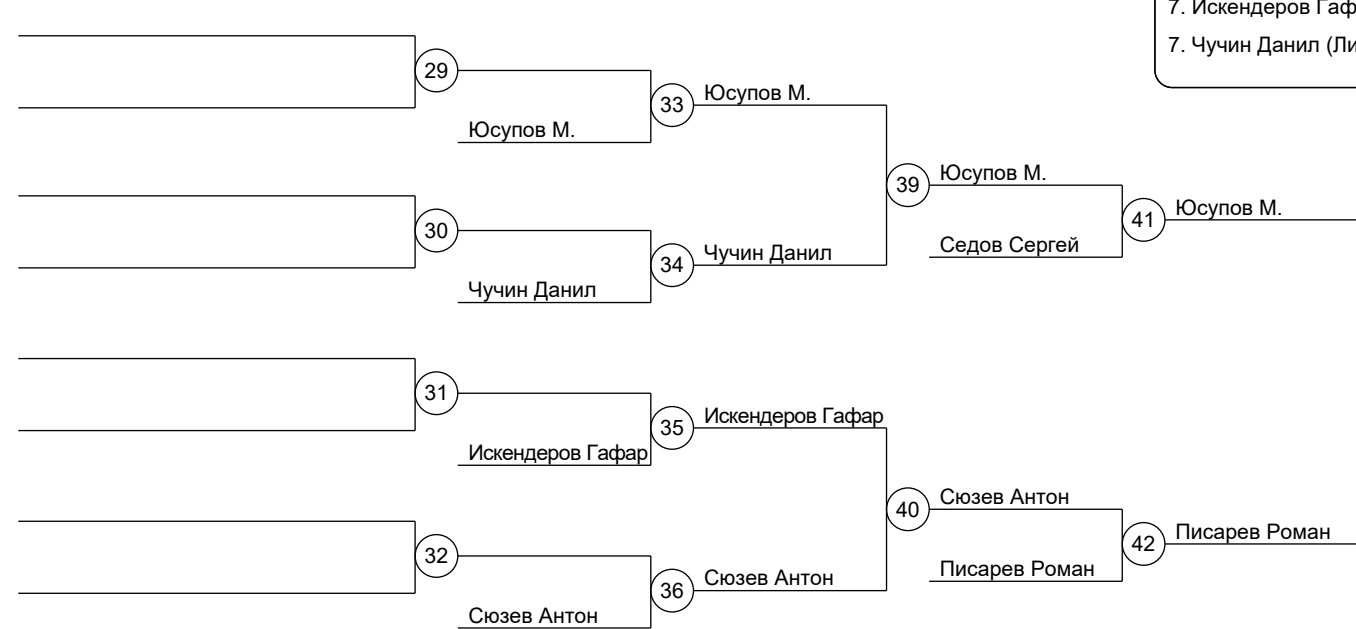 7. Искендеров Гаф
7. Чучин Данил (Ли
29
33
Юсупов М.
Юсупов М.
39
Юсупов М.
30
41
Юсупов М.
Седов Сергей
34
Чучин Данил
Чучин Данил
31
35
Искендеров Гафар
Искендеров Гафар
40
Сюзев Антон
32
42
Писарев Роман
36
Сюзев Антон
Писарев Роман
Сюзев Антон